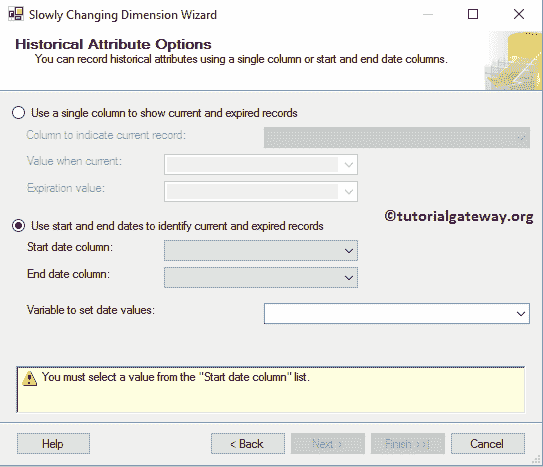 Slowly Changing Dimension Wizard
Historical Attribute Options
You can record historical attributes using a single column or start and end date columns.
Use a single column to show current and expired records
Column to indicate current record:
Value when current:
Expiration value:
©tutorialgateway.org
Use start and end dates to identify current and expired records
Start date column:
End date column:
Variable to set date values:
You must select a value from the "Start date column" list.
Help
< Back
Next >
Finish >>|
Cancel